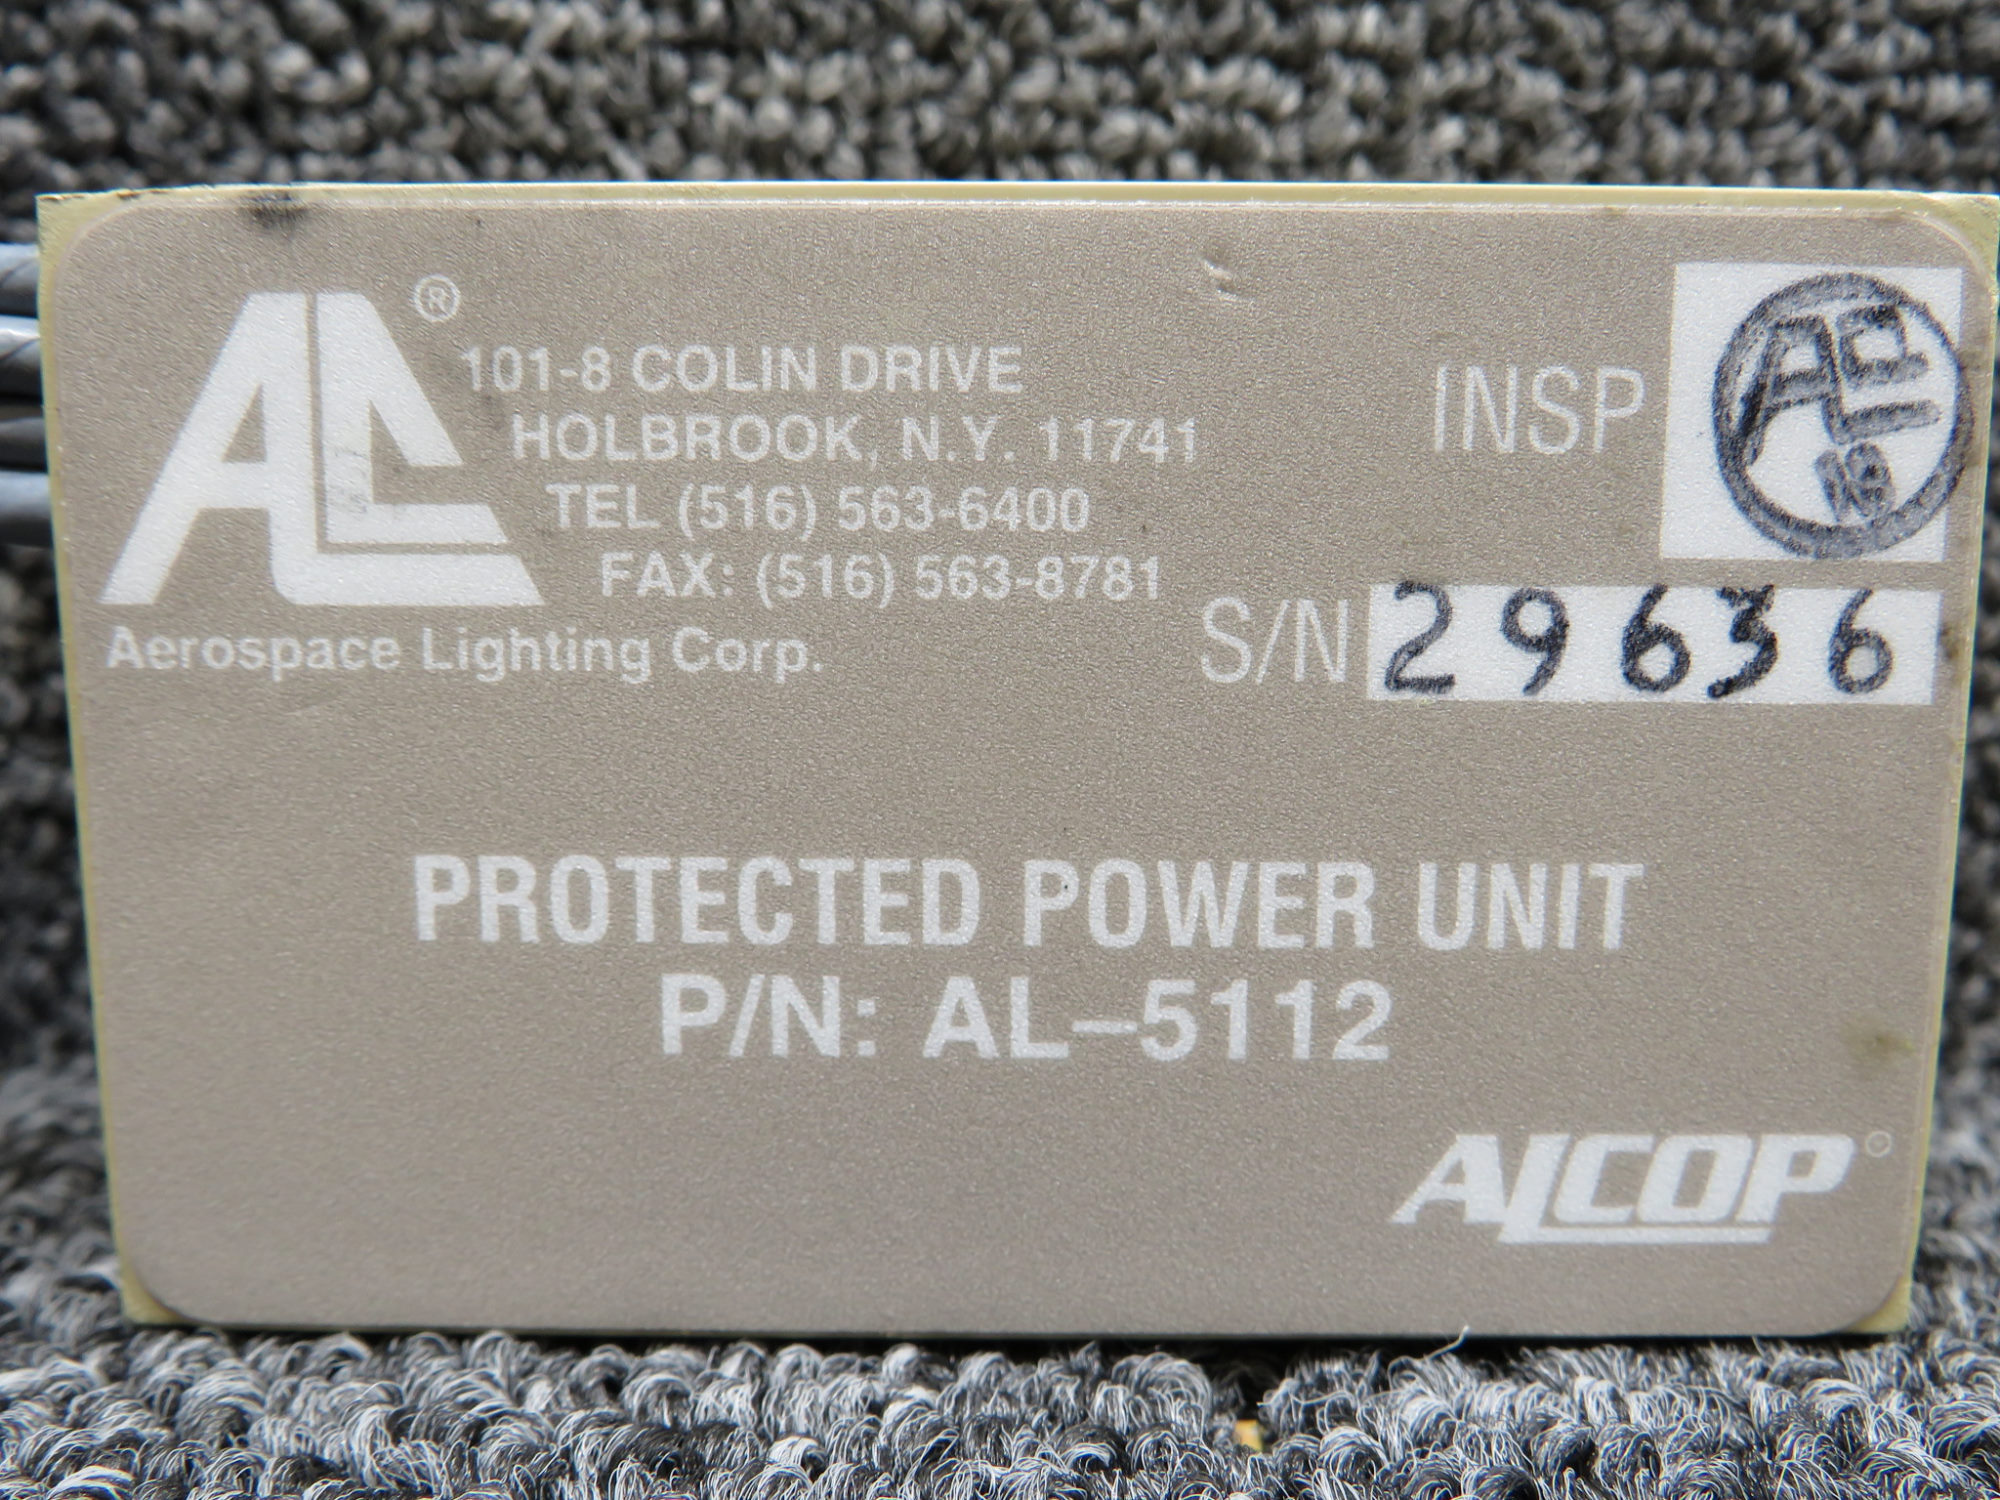 ALC®
101-8 COLIN DRIVE
HOLBROOK, N.Y. 11741
TEL (516) 563-6400
FAX: (516) 563-8781
Aerospace Lighting Corp.
INSP
S/N 29636
PROTECTED POWER UNIT
P/N: AL-5112
ALCOP